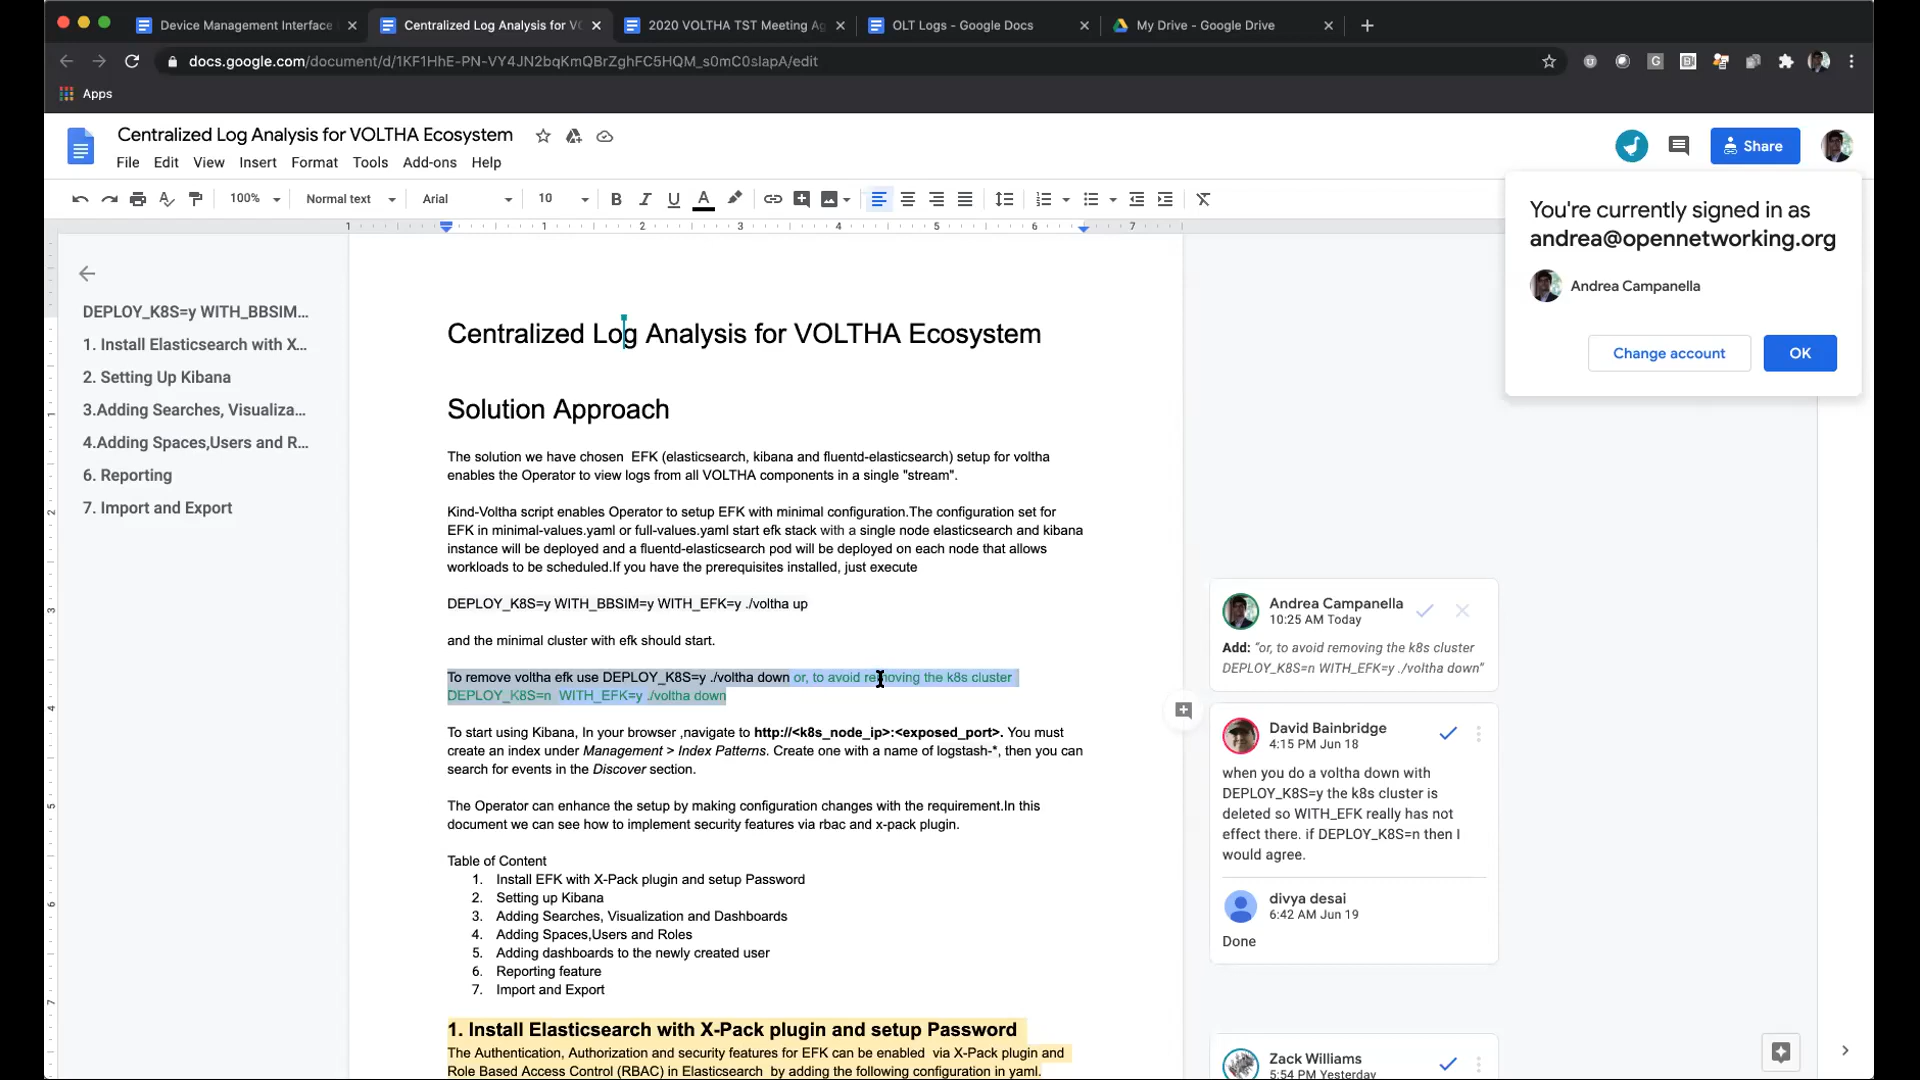 Device Management Interface
Centralized Log Analysis for VO
2020 VOLTHA TST Meeting Ag
OLT Logs - Google Docs
My Drive - Google Drive
docs.google.com/document/d/1KF1HhE-PN-VY4JN2bqKmQBrZghFC5HQM_s0mC0slapA/edit
Apps
Centralized Log Analysis for VOLTHA Ecosystem
File Edit View Insert Format Tools Add-ons Help
Share
100% Normal text Arial 10
You're currently signed in as
andrea@opennetworking.org
Andrea Campanella
Change account
OK
1 1 2 3 4 5 6 7
DEPLOY_K8S=y WITH_BBSIM...
1. Install Elasticsearch with X...
2. Setting Up Kibana
3.Adding Searches, Visualiza...
4.Adding Spaces,Users and R...
6. Reporting
7. Import and Export
1
2
3
4
5
6
7
Centralized Log Analysis for VOLTHA Ecosystem
Solution Approach
The solution we have chosen  EFK (elasticsearch, kibana and fluentd-elasticsearch) setup for voltha
enables the Operator to view logs from all VOLTHA components in a single "stream".
Kind-Voltha script enables Operator to setup EFK with minimal configuration.The configuration set for
EFK in minimal-values.yaml or full-values.yaml start efk stack with a single node elasticsearch and kibana
instance will be deployed and a fluentd-elasticsearch pod will be deployed on each node that allows
workloads to be scheduled.If you have the prerequisites installed, just execute
DEPLOY_K8S=y WITH_BBSIM=y WITH_EFK=y ./voltha up
and the minimal cluster with efk should start.
To remove voltha efk use DEPLOY_K8S=y ./voltha down or, to avoid removing the k8s cluster
DEPLOY_K8S=n  WITH_EFK=y ./voltha down
To start using Kibana, In your browser ,navigate to http://<k8s_node_ip>:<exposed_port>. You must
create an index under Management > Index Patterns. Create one with a name of logstash-*, then you can
search for events in the Discover section.
The Operator can enhance the setup by making configuration changes with the requirement.In this
document we can see how to implement security features via rbac and x-pack plugin.
Table of Content
1. Install EFK with X-Pack plugin and setup Password
2. Setting up Kibana
3. Adding Searches, Visualization and Dashboards
4. Adding Spaces,Users and Roles
5. Adding dashboards to the newly created user
6. Reporting feature
7. Import and Export
1. Install Elasticsearch with X-Pack plugin and setup Password
The Authentication, Authorization and security features for EFK can be enabled  via X-Pack plugin and
Role Based Access Control (RBAC) in Elasticsearch  by adding the following configuration in yaml.
Andrea Campanella
10:25 AM Today
Add: "or, to avoid removing the k8s cluster
DEPLOY_K8S=n WITH_EFK=y ./voltha down"
David Bainbridge
4:15 PM Jun 18
when you do a voltha down with
DEPLOY_K8S=y the k8s cluster is
deleted so WITH_EFK really has not
effect there. if DEPLOY_K8S=n then I
would agree.
divya desai
6:42 AM Jun 19
Done
Zack Williams
5:54 PM Yesterday